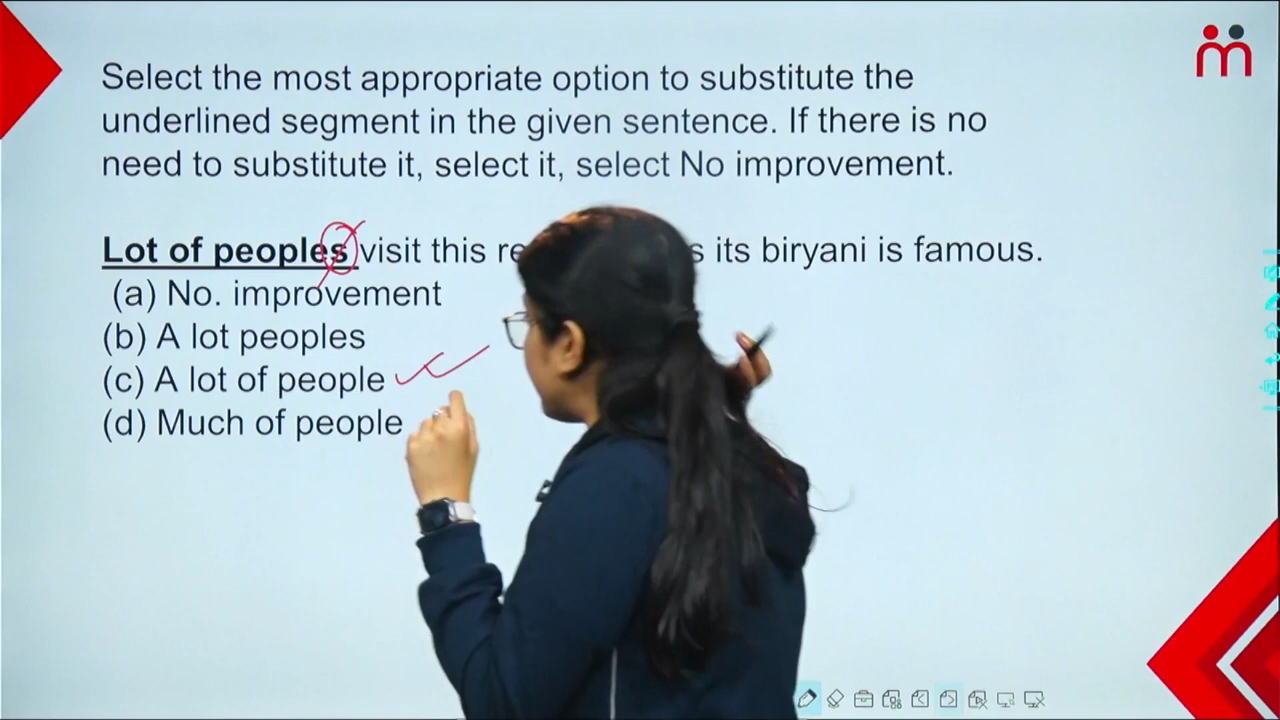 Select the most appropriate option to substitute the
underlined segment in the given sentence. If there is no
need to substitute it, select it, select No improvement.
Lot of peoples visit this its biryani is famous.
(a) No. improvement
(b) A lot peoples
(c) A lot of people
(d) Much of people